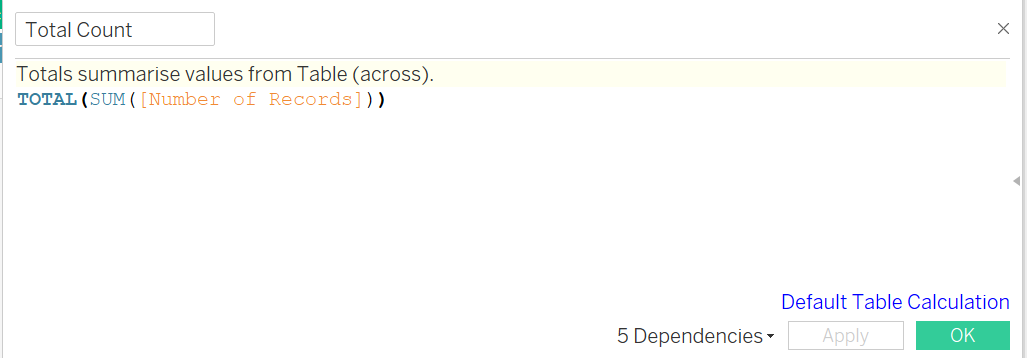 Total Count
Totals summarise values from Table (across).
TOTAL(SUM([Number of Records]))
Default Table Calculation
5 Dependencies Apply OK